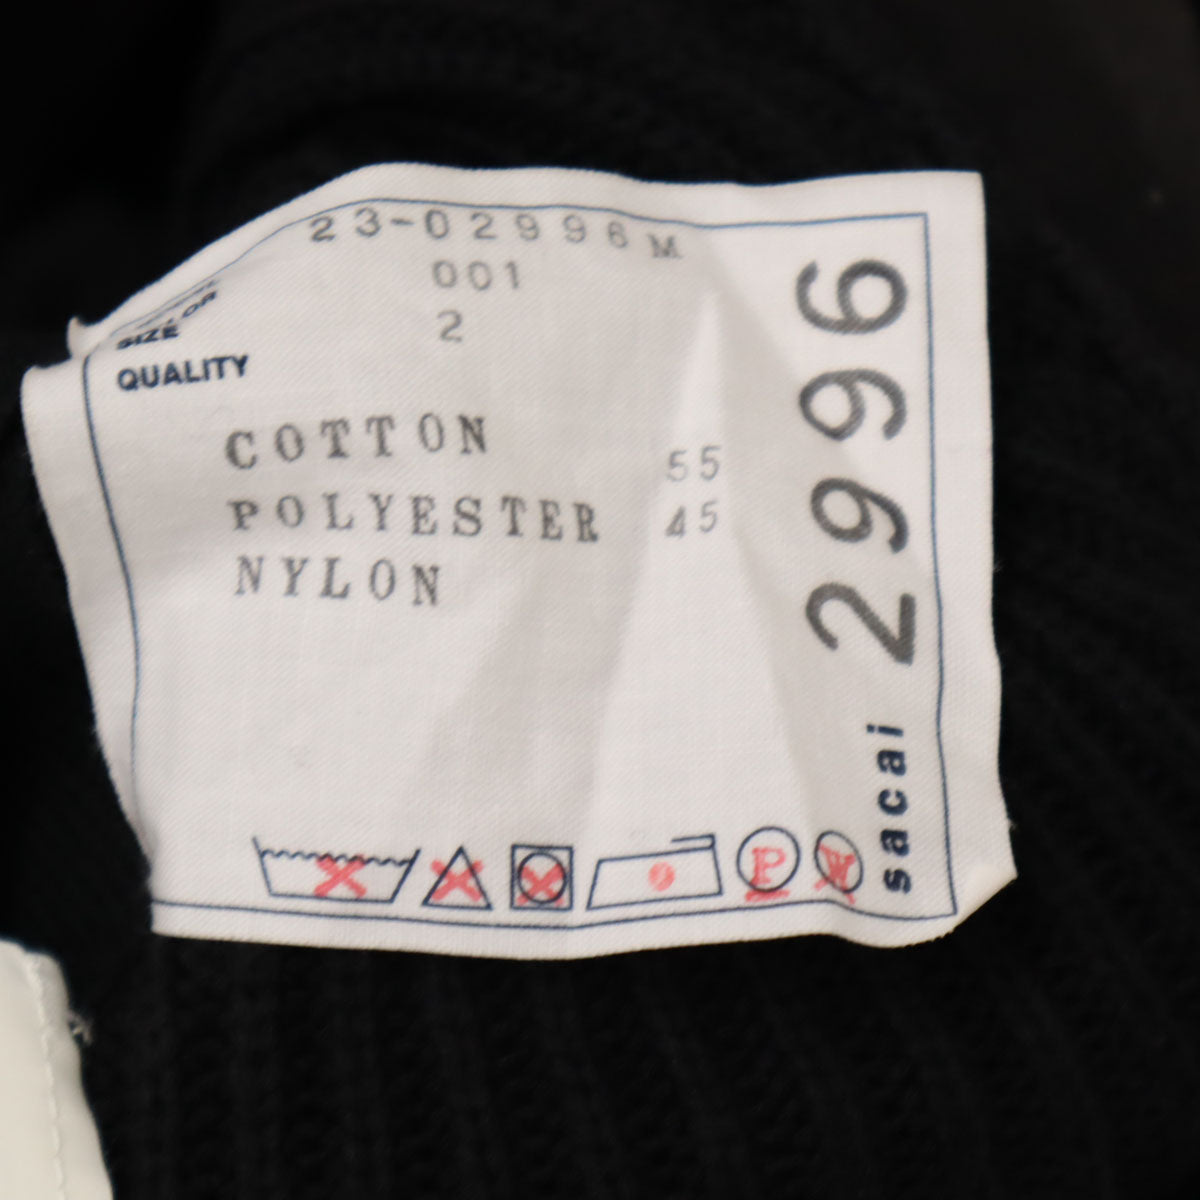 23-02996M
001
2
SIZE
QUALITY
COTTON 55
POLYESTER 45
NYLON
P
W
sacai 2996